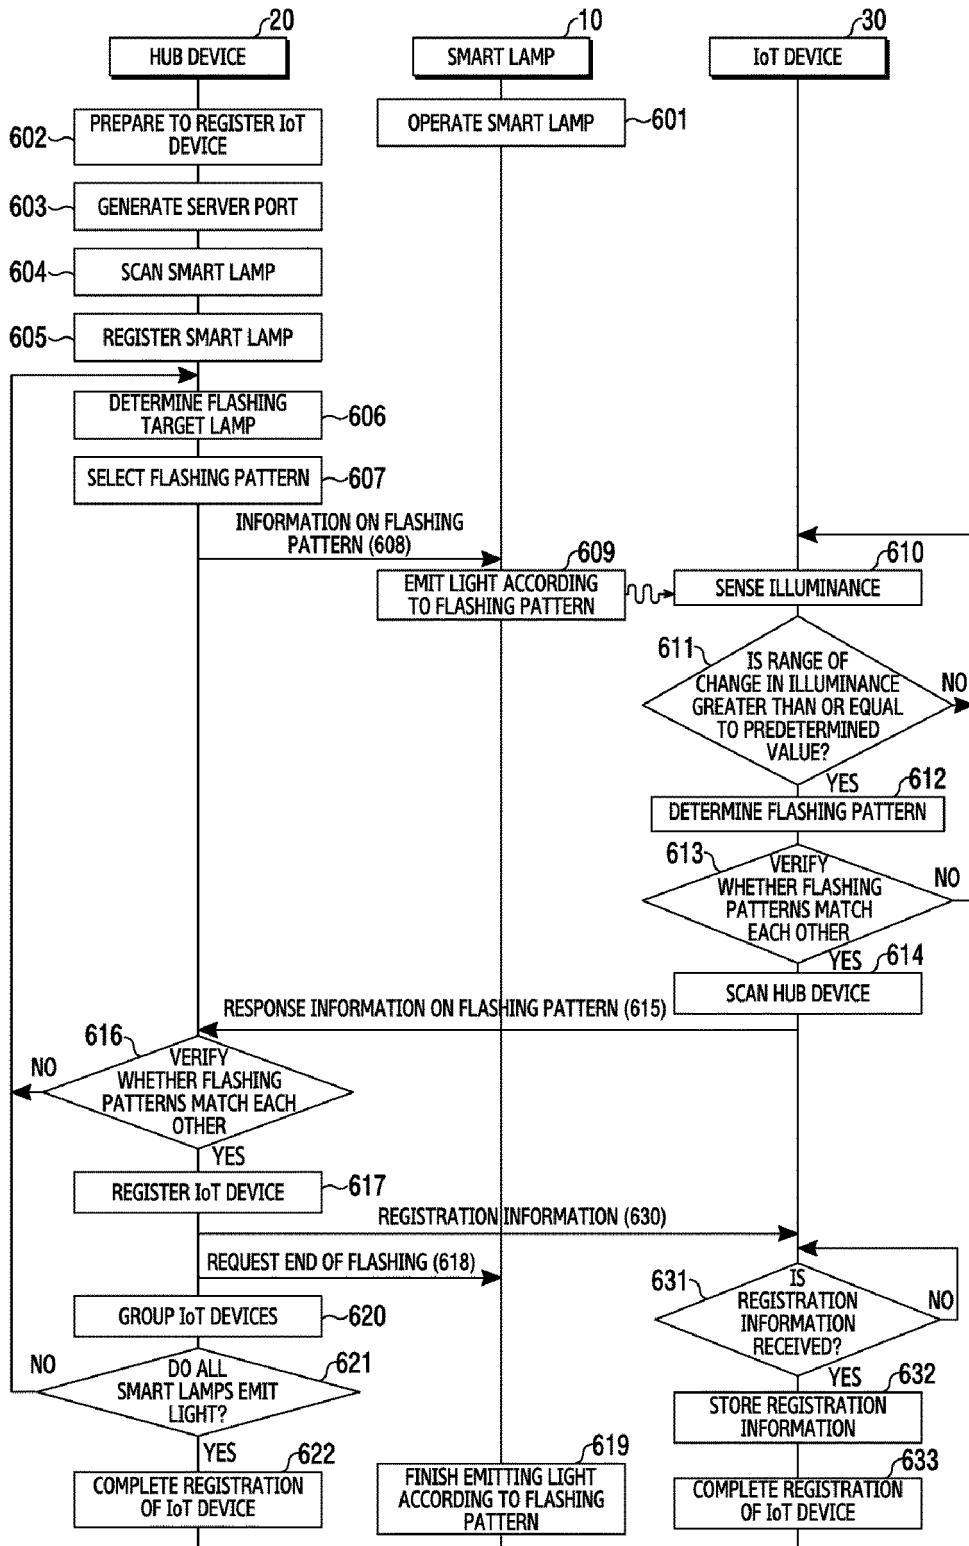 20
HUB DEVICE
10
SMART LAMP
30
IoT DEVICE
602
PREPARE TO REGISTER IoT
DEVICE
OPERATE SMART LAMP
601
603
GENERATE SERVER PORT
604
SCAN SMART LAMP
605
REGISTER SMART LAMP
DETERMINE FLASHING
TARGET LAMP
606
SELECT FLASHING PATTERN
607
INFORMATION ON FLASHING
PATTERN (608)
609
EMIT LIGHT ACCORDING
TO FLASHING PATTERN
610
SENSE ILLUMINANCE
611
IS RANGE OF
CHANGE IN ILLUMINANCE
GREATER THAN OR EQUAL
TO PREDETERMINED
VALUE?
NO
YES
612
DETERMINE FLASHING PATTERN
613
VERIFY
WHETHER FLASHING
PATTERNS MATCH
EACH OTHER
NO
YES
614
SCAN HUB DEVICE
RESPONSE INFORMATION ON FLASHING PATTERN (615)
616
NO
VERIFY
WHETHER FLASHING
PATTERNS MATCH EACH
OTHER
YES
REGISTER IoT DEVICE
617
REGISTRATION INFORMATION (630)
REQUEST END OF FLASHING (618)
631
IS
REGISTRATION
INFORMATION
RECEIVED?
NO
YES
GROUP IoT DEVICES
620
NO
DO ALL
SMART LAMPS EMIT
LIGHT?
621
YES
632
STORE REGISTRATION
INFORMATION
622
COMPLETE REGISTRATION
OF IoT DEVICE
619
FINISH EMITTING LIGHT
ACCORDING TO FLASHING
PATTERN
633
COMPLETE REGISTRATION
OF IoT DEVICE